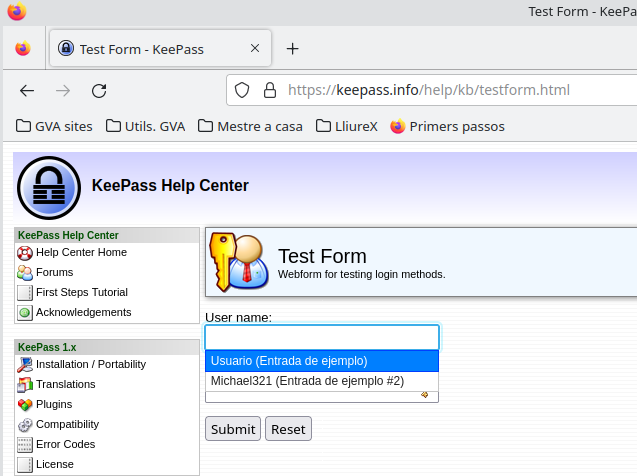 Test Form - KeePas
Test Form - KeePass
https://keepass.info/help/kb/testform.html
GVA sites
Utils. GVA
Mestre a casa
LliureX
Primers passos
KeePass Help Center
KeePass Help Center
Help Center Home
Forums
First Steps Tutorial
Acknowledgements
KeePass 1.x
Installation / Portability
Translations
Plugins
Compatibility
Error Codes
License
Test Form
Webform for testing login methods.
User name:
Usuario (Entrada de ejemplo)
Michael321 (Entrada de ejemplo #2)
Submit
Reset